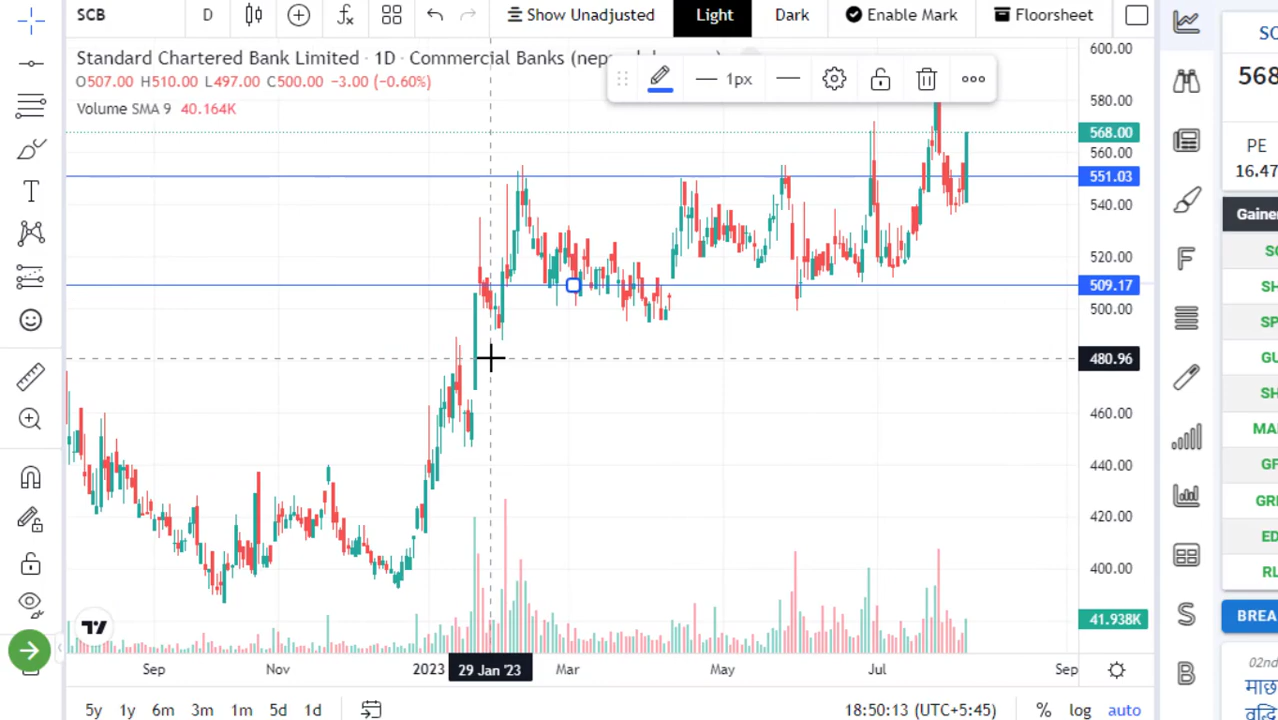 SCB
D
Show Unadjusted
Light
Dark
Enable Mark
Floorsheet
Standard Chartered Bank Limited · 1D · Commercial Banks
O507.00 H510.00 L497.00 C500.00 −3.00 (−0.60%)
Volume SMA 9 40.164K
1px
600.00
580.00
568.00
560.00
551.03
540.00
520.00
509.17
500.00
480.96
460.00
440.00
420.00
400.00
41.938K
Sep
Nov
2023
29 Jan '23
Mar
May
Jul
Sep
5y 1y 6m 3m 1m 5d 1d
18:50:13 (UTC+5:45)
% log auto
568
PE
16.47
Gaine
BREA
02nd